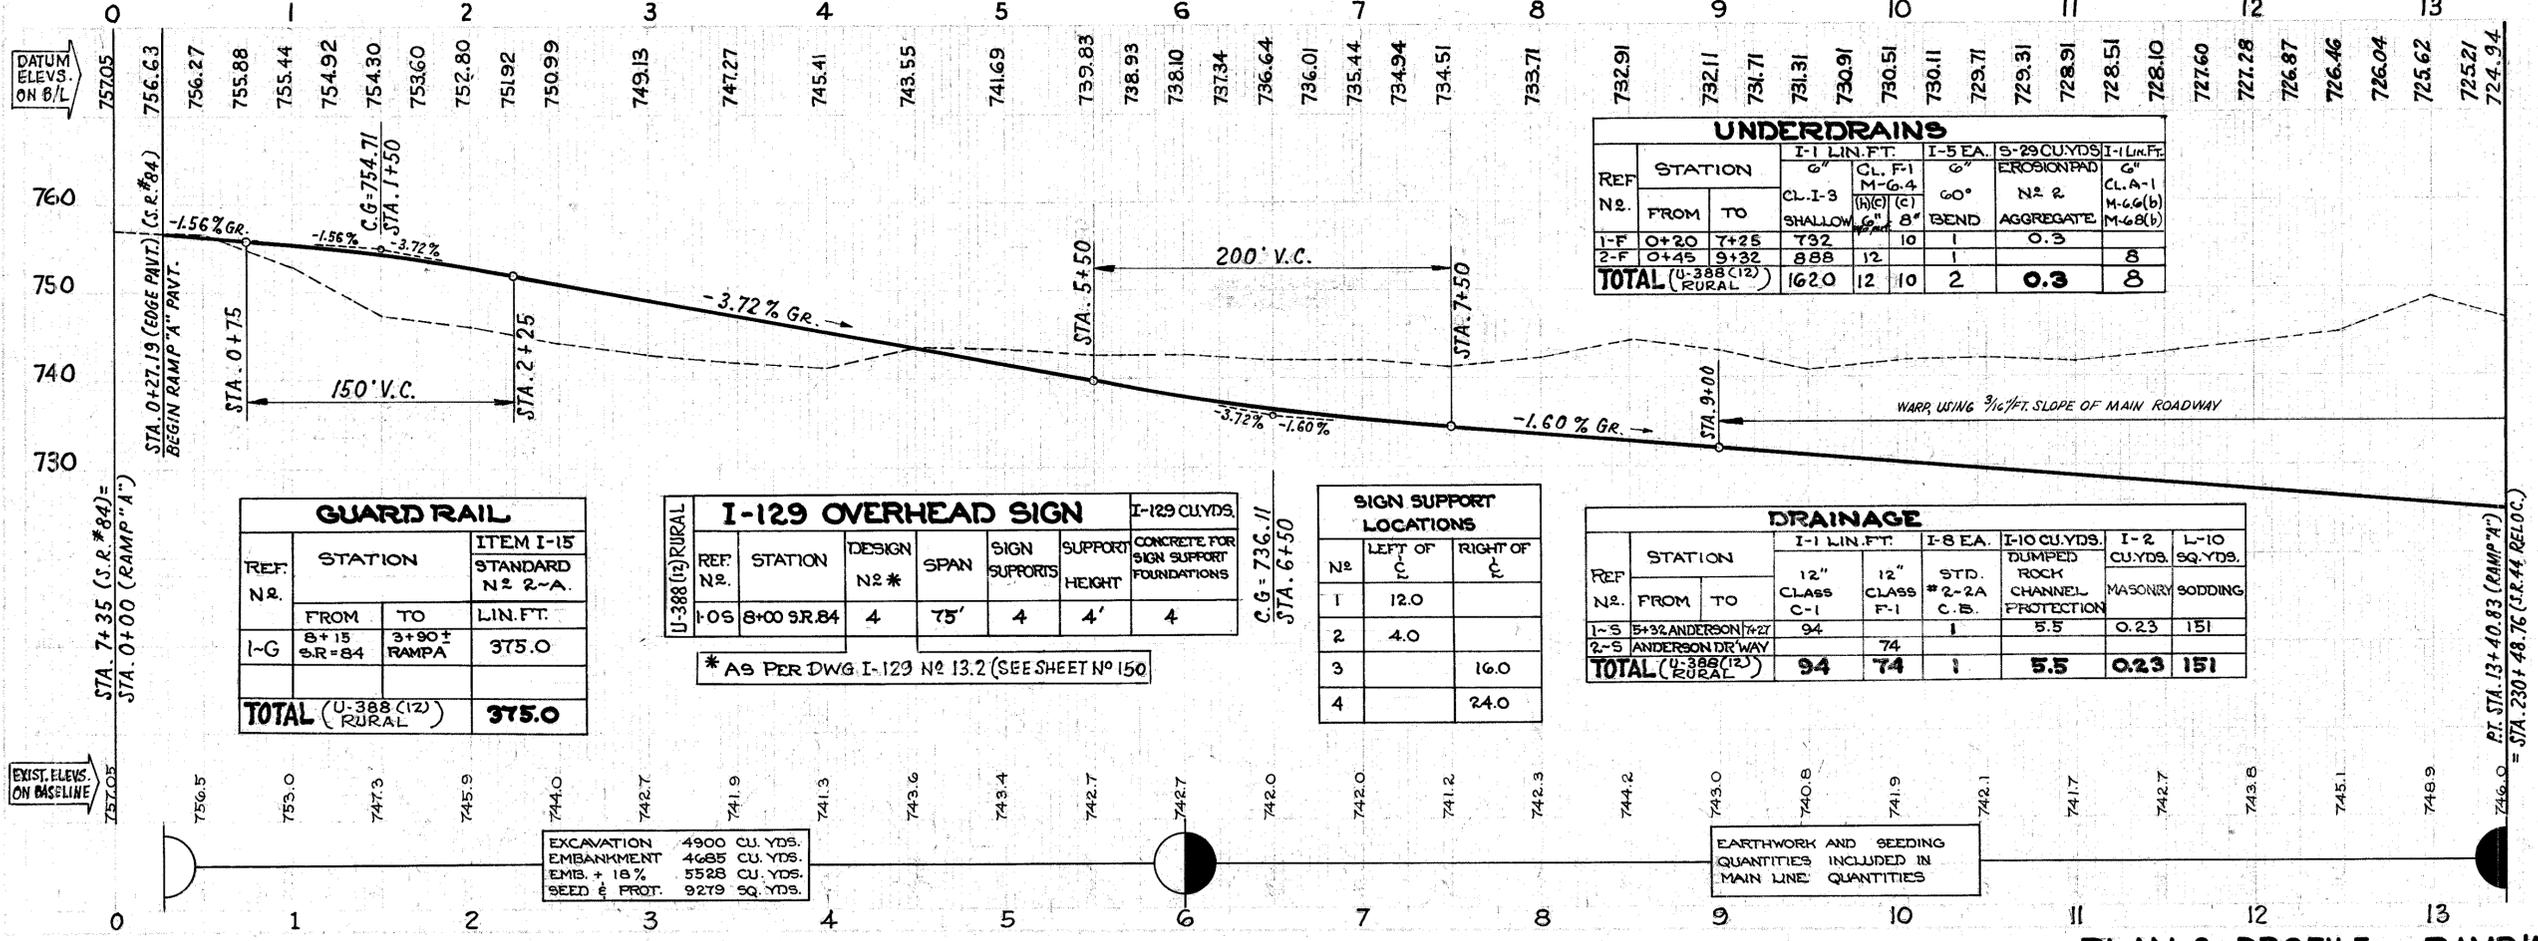 0 1 2 3 4 5 6 7 8 9 10 11 12 13
DATUM
ELEVS.
ON B/L
757.05 756.63 756.27 755.88 755.44 754.92 754.30 753.60 752.80 751.92 750.99 749.13 747.27 745.41 743.55 741.69 739.83 738.93 738.10 737.34 736.64 736.01 735.44 734.94 734.51 733.71 732.91 732.11 731.71 731.31 730.91 730.51 730.11 729.71 729.31 728.91 728.51 728.10 727.60 727.28 726.87 726.46 726.04 725.62 725.21 724.94
760
750
740
730
STA. 7+35 (S.R.#84)=
STA. 0+00 (RAMP "A")
STA. 0+27.19 (EDGE PAVT.) (S.R.#84)
BEGIN RAMP "A" PAVT.
-1.56% GR.
C.G=754.71
STA. 1+50
-1.56% -3.72%
STA. 0+75
150' V.C.
STA. 2+25
-3.72% GR.
STA. 5+50
200' V.C.
STA. 7+50
-3.72% -1.60%
C.G=736.11
STA. 6+50
-1.60% GR.
STA. 9+00
WARP, USING 3/16"/FT. SLOPE OF MAIN ROADWAY
P.T. STA. 13+40.83 (RAMP "A")
= STA. 230+48.76 (S.R.44 RELOC.)
UNDERDRAINS
REF Nº. STATION I-1 LIN.FT. I-5 EA. S-29 CU.YDS I-1 LIN.FT.
FROM TO 6" CL.I-3 SHALLOW CL. F-1 M-6.4 (h)(c) 6" (c) 8" 6" 60° BEND EROSION PAD Nº 2 AGGREGATE 6" CL.A-1 M-6.6(b) M-6.8(b)
1-F 0+20 7+25 732 10 1 0.3
2-F 0+45 9+32 888 12 1 8
TOTAL (U-388(12) RURAL) 1620 12 10 2 0.3 8
GUARD RAIL
REF. Nº. STATION ITEM I-15
STANDARD
Nº 2~A.
FROM TO LIN.FT.
1~G 8+15 S.R=84 3+90± RAMP A 375.0
TOTAL (U-388(12) RURAL) 375.0
U-388(12) RURAL
I-129 OVERHEAD SIGN I-129 CU.YDS.
REF. Nº. STATION DESIGN Nº * SPAN SIGN SUPPORTS SUPPORT HEIGHT CONCRETE FOR SIGN SUPPORT FOUNDATIONS
1-OS 8+00 S.R.84 4 75' 4 4' 4
* AS PER DWG. I-129 Nº 13.2 (SEE SHEET Nº 150
SIGN SUPPORT
LOCATIONS
Nº LEFT OF ℄ RIGHT OF ℄
1 12.0
2 4.0
3 16.0
4 24.0
DRAINAGE
REF Nº. STATION I-1 LIN.FT. I-8 EA. I-10 CU.YDS. I-2 CU.YDS. L-10 SQ.YDS.
FROM TO 12" CLASS C-1 12" CLASS F-1 STD. #2-2A C.B. DUMPED ROCK CHANNEL PROTECTION MASONRY SODDING
1~S 5+32 ANDERSON 7+27 94 1 5.5 0.23 151
2~S ANDERSON DR'WAY 74
TOTAL (U-388(12) RURAL) 94 74 1 5.5 0.23 151
EXIST. ELEVS.
ON BASELINE
757.05 756.5 753.0 747.3 745.9 744.0 742.7 741.9 741.3 743.6 743.4 742.7 742.7 742.0 742.0 741.2 742.3 744.2 743.0 740.8 741.9 742.1 741.7 742.7 743.8 745.1 748.9 746.0
EXCAVATION 4900 CU. YDS.
EMBANKMENT 4685 CU. YDS.
EMB. + 18% 5528 CU. YDS.
SEED & PROT. 9279 SQ. YDS.
EARTHWORK AND SEEDING
QUANTITIES INCLUDED IN
MAIN LINE QUANTITIES
0 1 2 3 4 5 6 7 8 9 10 11 12 13